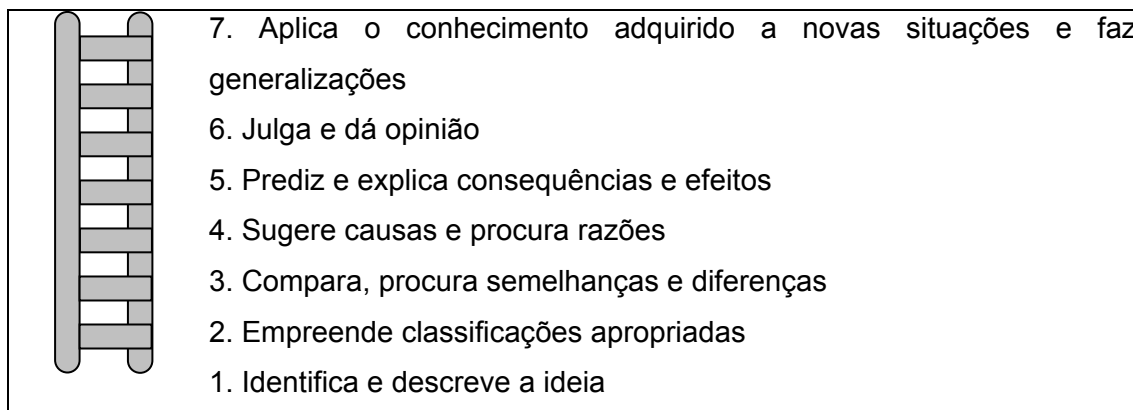 7. Aplica o conhecimento adquirido a novas situações e faz
generalizações
6. Julga e dá opinião
5. Prediz e explica consequências e efeitos
4. Sugere causas e procura razões
3. Compara, procura semelhanças e diferenças
2. Empreende classificações apropriadas
1. Identifica e descreve a ideia